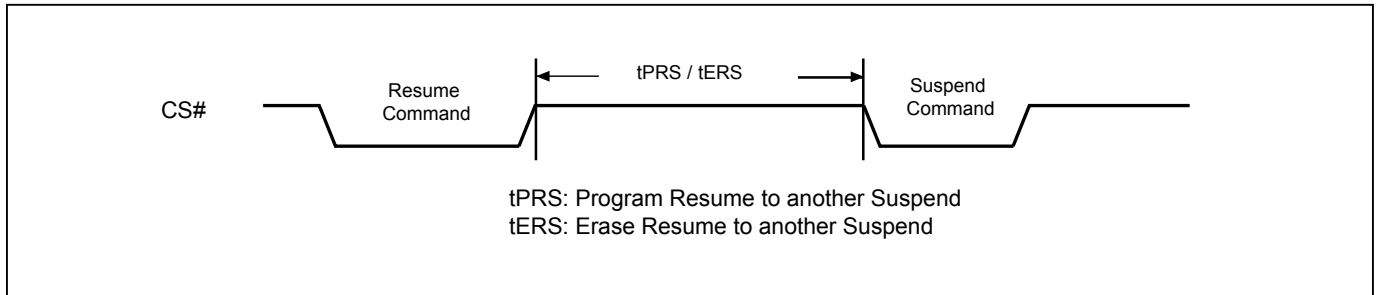 tPRS / tERS
CS#
Resume
Command
Suspend
Command
tPRS: Program Resume to another Suspend
tERS: Erase Resume to another Suspend